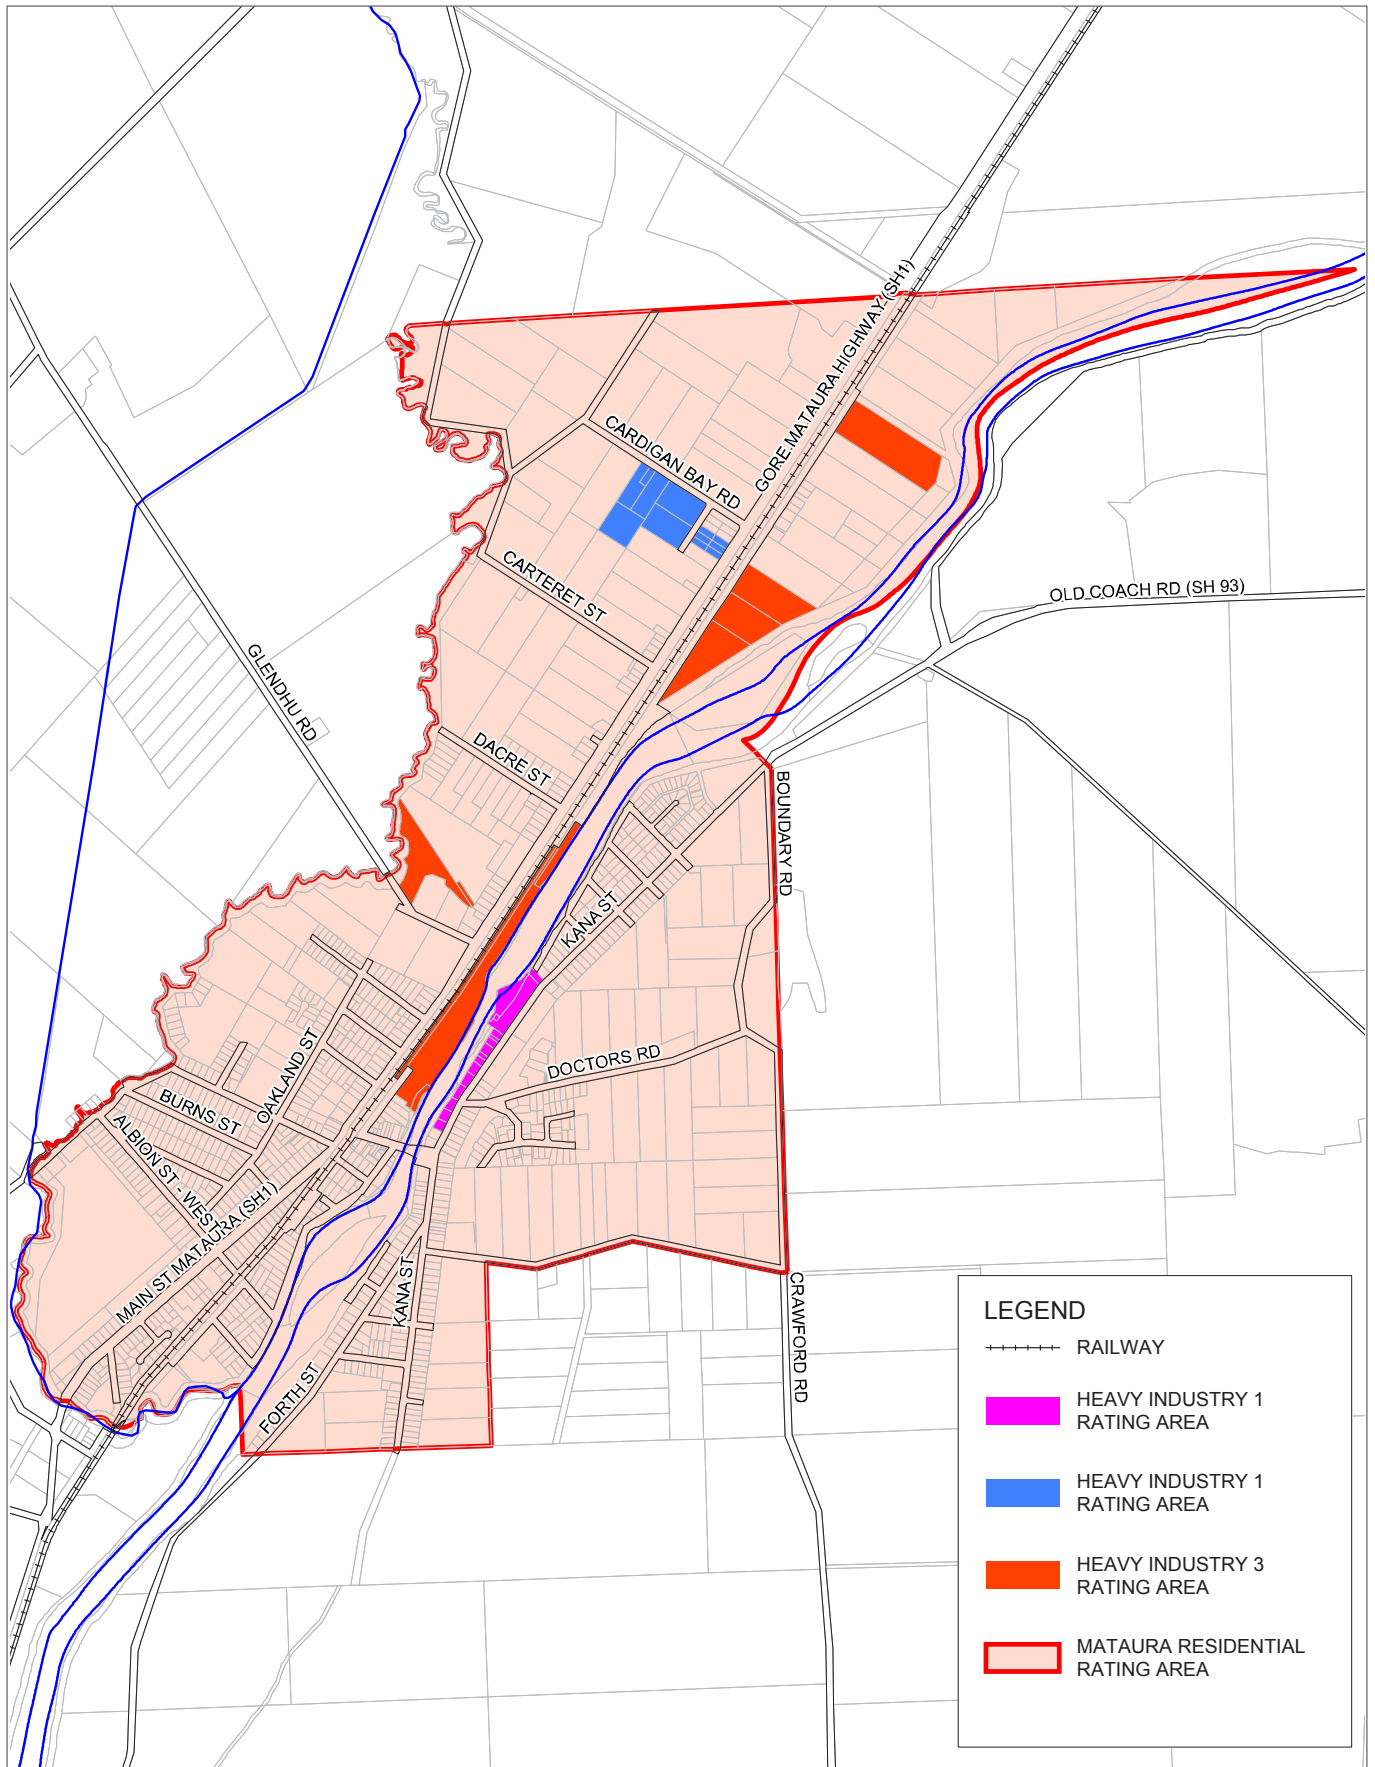 GORE MATAURA HIGHWAY (SH1)
CARDIGAN BAY RD
CARTERET ST
OLD COACH RD (SH 93)
GLENDHU RD
DACRE ST
BOUNDARY RD
KANA ST
OAKLAND ST
DOCTORS RD
BURNS ST
ALBION ST - WEST
MAIN ST MATAURA (SH1)
KANA ST
FORTH ST
CRAWFORD RD
LEGEND
RAILWAY
HEAVY INDUSTRY 1
RATING AREA
HEAVY INDUSTRY 1
RATING AREA
HEAVY INDUSTRY 3
RATING AREA
MATAURA RESIDENTIAL
RATING AREA